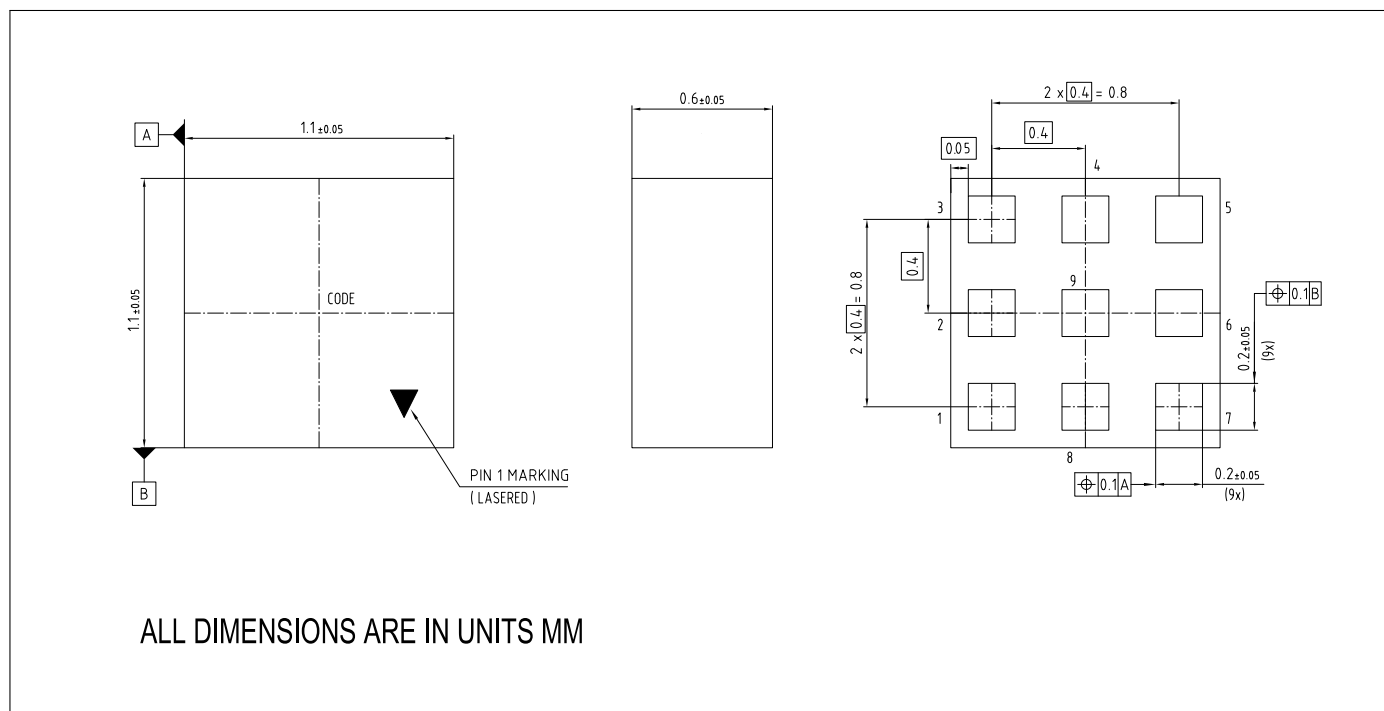 A
1.1±0.05
1.1±0.05
CODE
PIN 1 MARKING
( LASERED )
B
0.6±0.05
2 x 0.4 = 0.8
0.4
0.05
4
3
5
0.4
2 x 0.4 = 0.8
9
2
6
0.1 B
0.2±0.05
(9x)
1
7
8
0.1 A
0.2±0.05
(9x)
ALL DIMENSIONS ARE IN UNITS MM